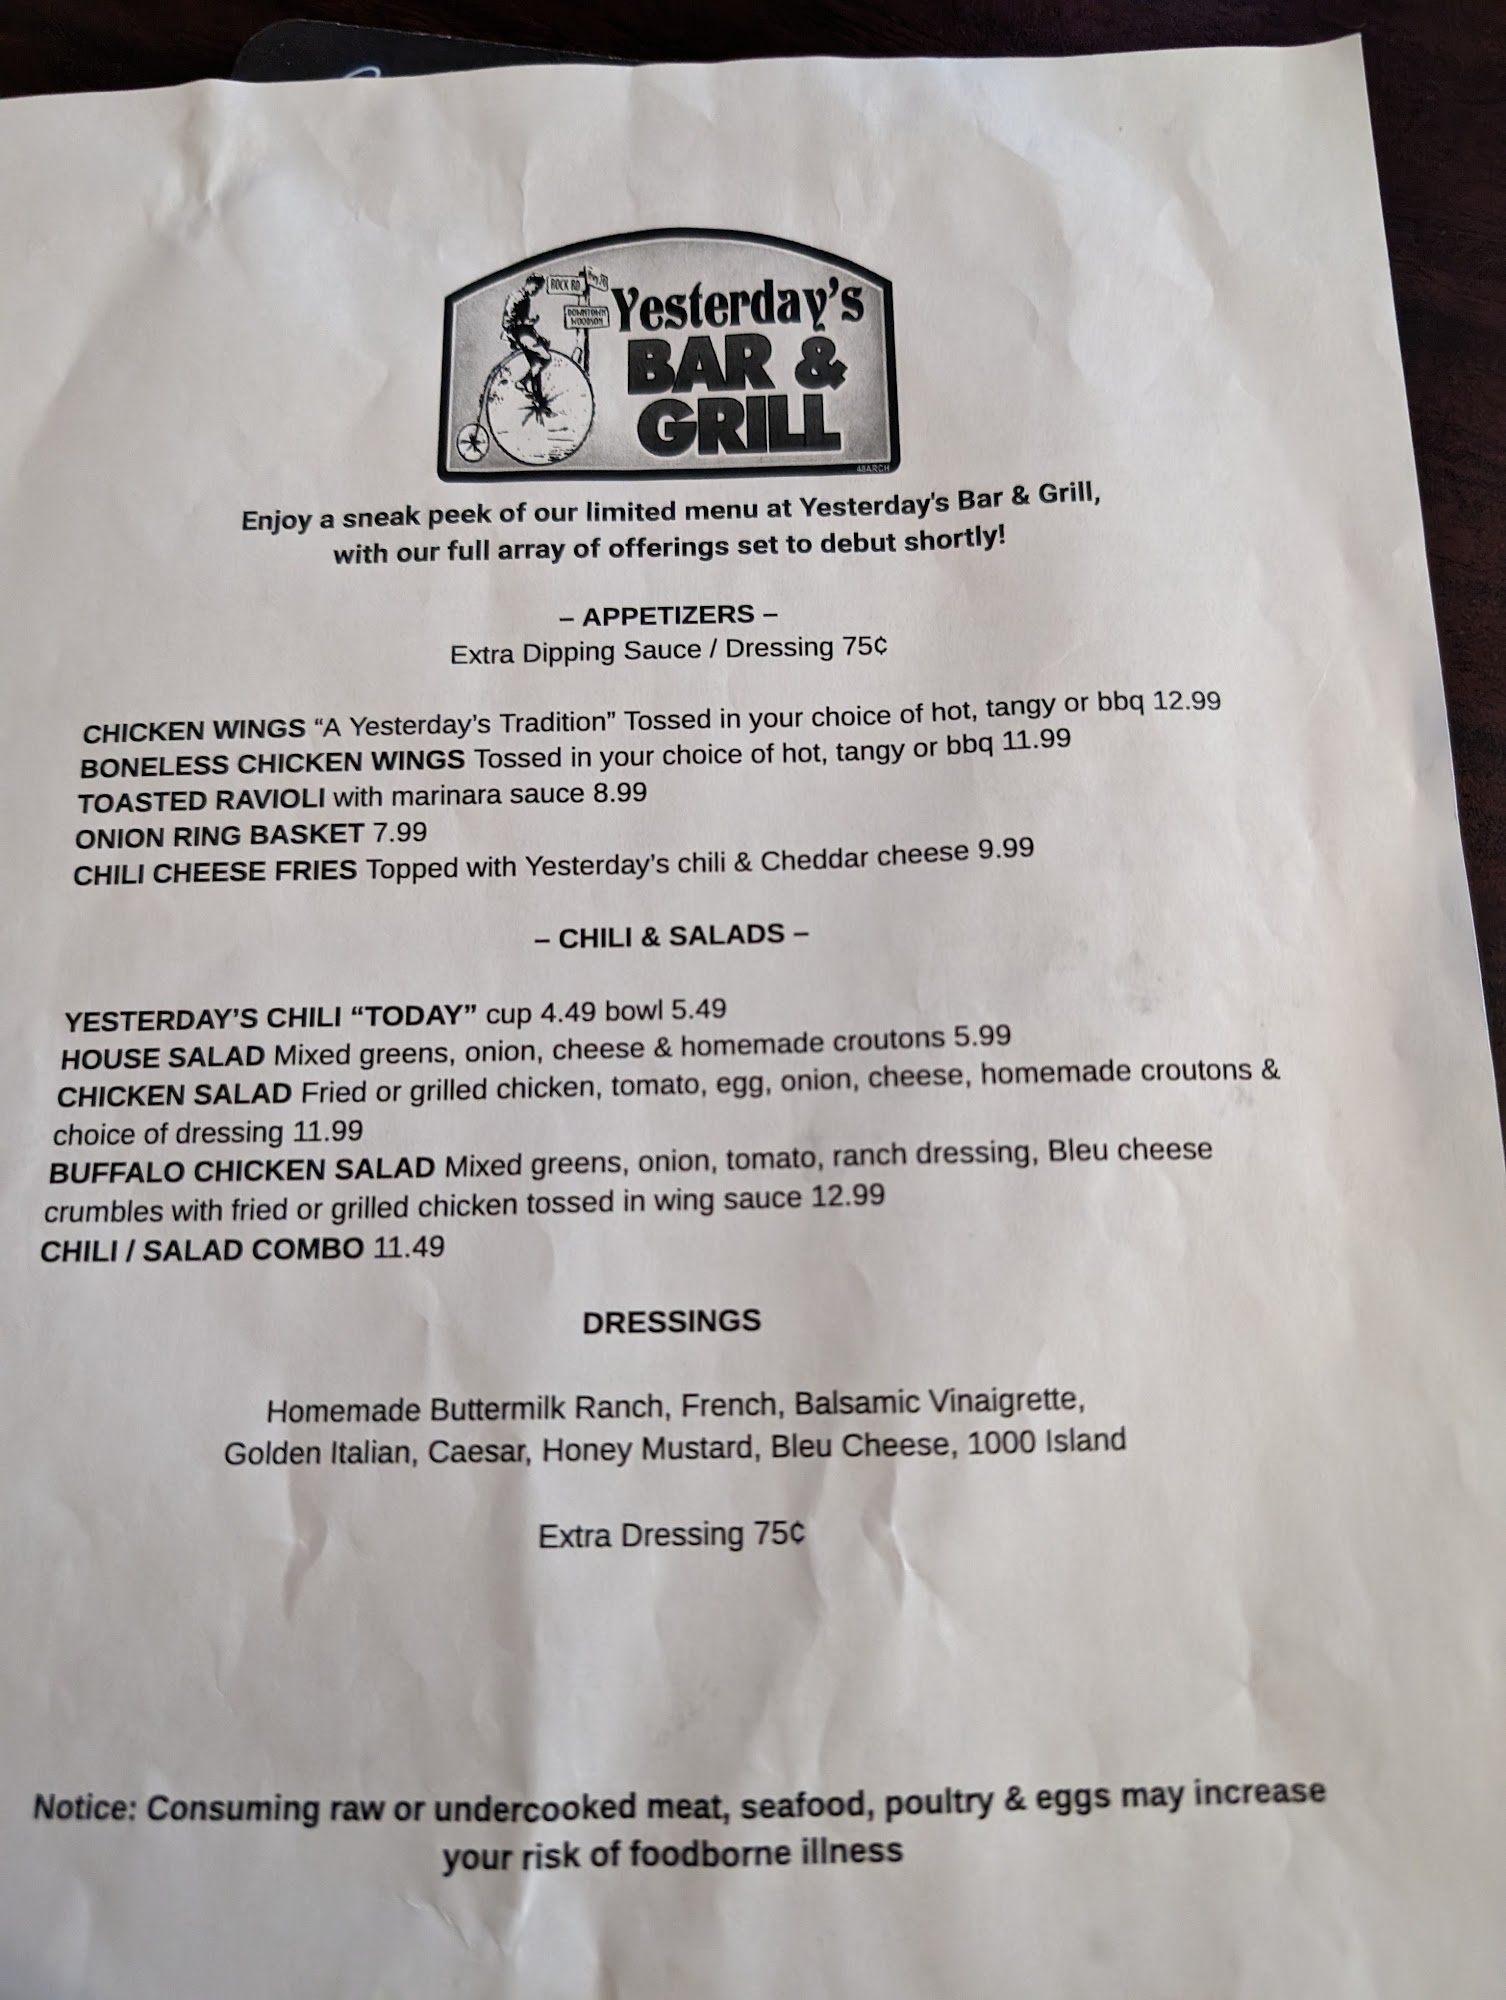 ROCK RD
DOWNTOWN
WOODSON
Yesterday's
BAR &
GRILL
48ARCH
Enjoy a sneak peek of our limited menu at Yesterday's Bar & Grill,
with our full array of offerings set to debut shortly!
– APPETIZERS –
Extra Dipping Sauce / Dressing 75¢
CHICKEN WINGS “A Yesterday’s Tradition” Tossed in your choice of hot, tangy or bbq 12.99
BONELESS CHICKEN WINGS Tossed in your choice of hot, tangy or bbq 11.99
TOASTED RAVIOLI with marinara sauce 8.99
ONION RING BASKET 7.99
CHILI CHEESE FRIES Topped with Yesterday’s chili & Cheddar cheese 9.99
– CHILI & SALADS –
YESTERDAY’S CHILI “TODAY” cup 4.49 bowl 5.49
HOUSE SALAD Mixed greens, onion, cheese & homemade croutons 5.99
CHICKEN SALAD Fried or grilled chicken, tomato, egg, onion, cheese, homemade croutons &
choice of dressing 11.99
BUFFALO CHICKEN SALAD Mixed greens, onion, tomato, ranch dressing, Bleu cheese
crumbles with fried or grilled chicken tossed in wing sauce 12.99
CHILI / SALAD COMBO 11.49
DRESSINGS
Homemade Buttermilk Ranch, French, Balsamic Vinaigrette,
Golden Italian, Caesar, Honey Mustard, Bleu Cheese, 1000 Island
Extra Dressing 75¢
Notice: Consuming raw or undercooked meat, seafood, poultry & eggs may increase
your risk of foodborne illness